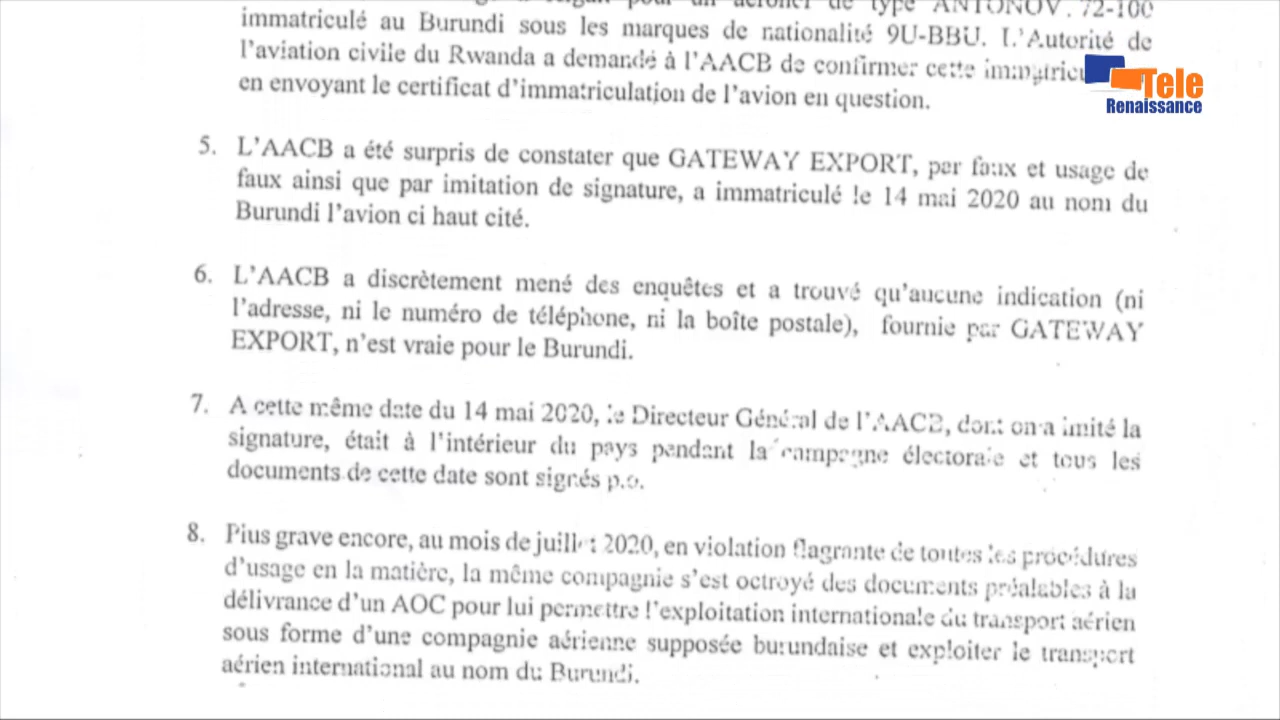 pour un aéronef de type ANTONOV. 72-100
immatriculé au Burundi sous les marques de nationalité 9U-BBU. L'Autorité de
l'aviation civile du Rwanda a demandé à l'AACB de confirmer cette
en envoyant le certificat d'immatriculation de l'avion en question.
Tele
Renaissance
5. L'AACB a été surpris de constater que GATEWAY EXPORT, par faux et usage de
faux ainsi que par imitation de signature, a immatriculé le 14 mai 2020 au nom du
Burundi l'avion ci haut cité.
6. L'AACB a discrètement mené des enquêtes et a trouvé qu'aucune indication (ni
l'adresse, ni le numéro de téléphone, ni la boîte postale), fournie par GATEWAY
EXPORT, n'est vraie pour le Burundi.
7. A cette même date du 14 mai 2020, le Directeur Général de l'AACB, dont on a imité la
signature, était à l'intérieur du pays pendant la campagne électorale et tous les
documents de cette date sont signés p.o.
8. Plus grave encore, au mois de juillet 2020, en violation flagrante de toutes les procédures
d'usage en la matière, la même compagnie s'est octroyé des documents préalables à la
délivrance d'un AOC pour lui permettre l'exploitation internationale du transport aérien
sous forme d'une compagnie aérienne supposée burundaise et exploiter le transport
aérien international au nom du Burundi.